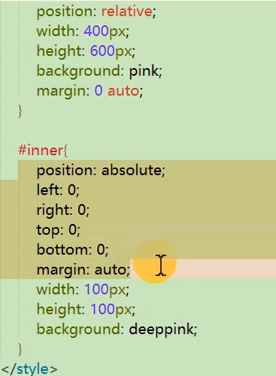 position: relative;
width: 400px;
height: 600px;
background: pink;
margin: 0 auto;
}
#inner{
position: absolute;
left: 0;
right: 0;
top: 0;
bottom: 0;
margin: auto;
width: 100px;
height: 100px;
background: deeppink;
}
</style>